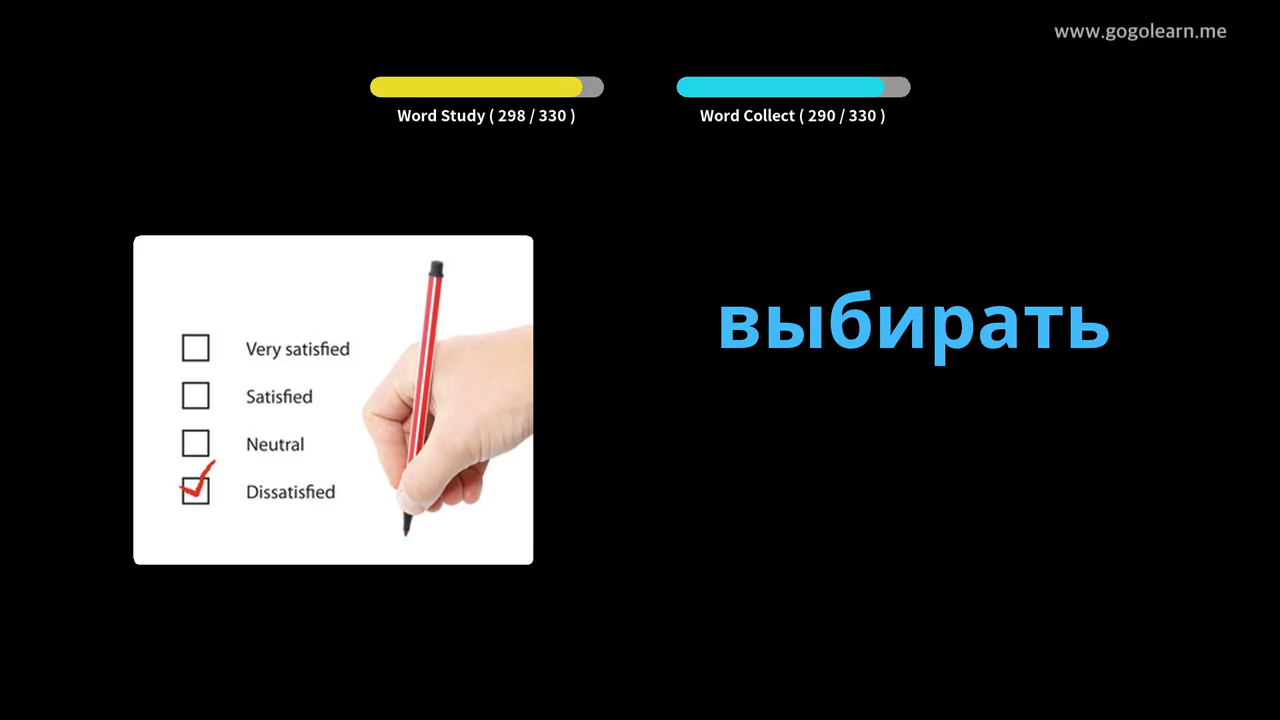 www.gogolearn.me
Word Study ( 298 / 330 )
Word Collect ( 290 / 330 )
Very satisfied
Satisfied
Neutral
Dissatisfied
выбирать